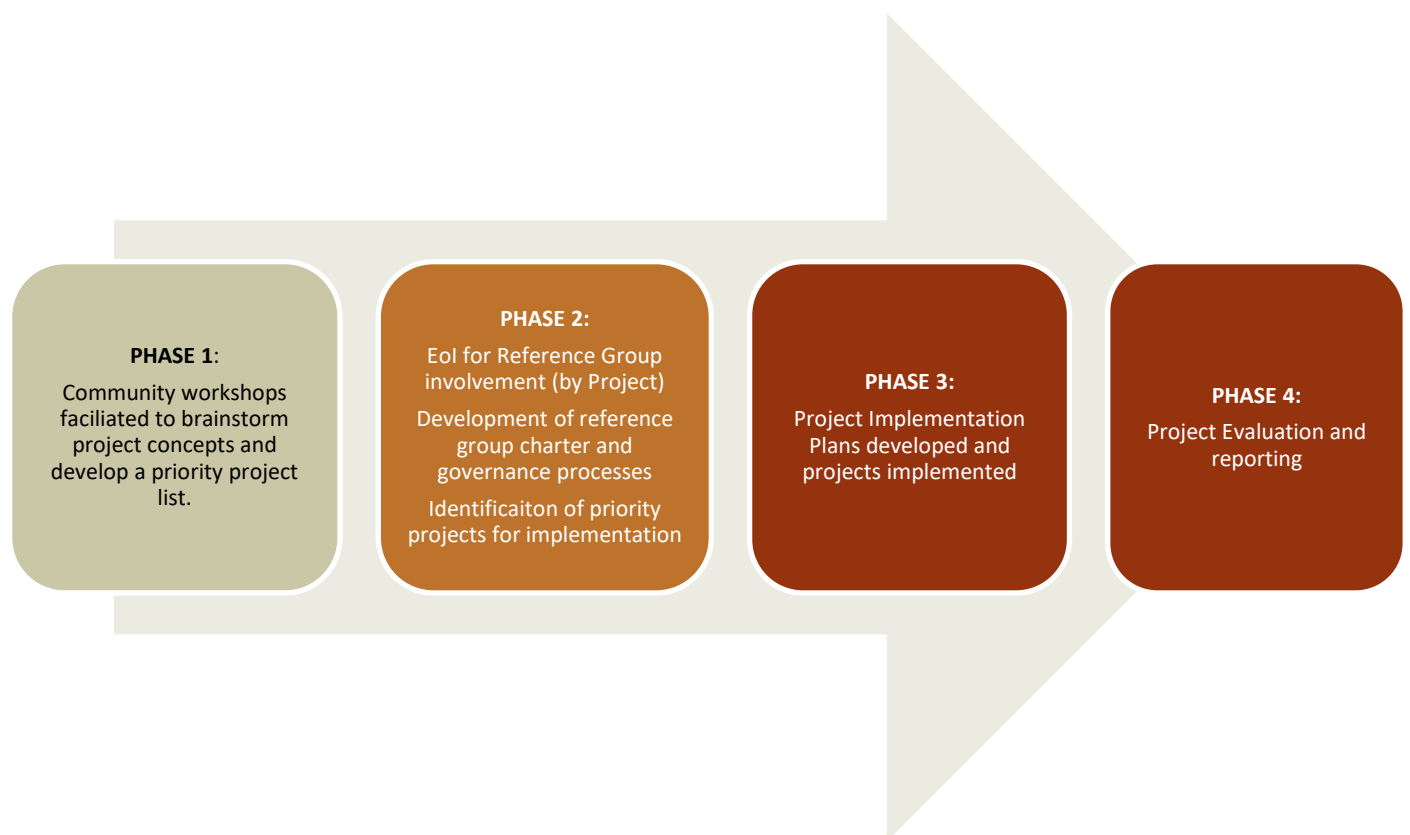 PHASE 1:
Community workshops
faciliated to brainstorm
project concepts and
develop a priority project
list.
PHASE 2:
EoI for Reference Group
involvement (by Project)
Development of reference
group charter and
governance processes
Identificaiton of priority
projects for implementation
PHASE 3:
Project Implementation
Plans developed and
projects implemented
PHASE 4:
Project Evaluation and
reporting